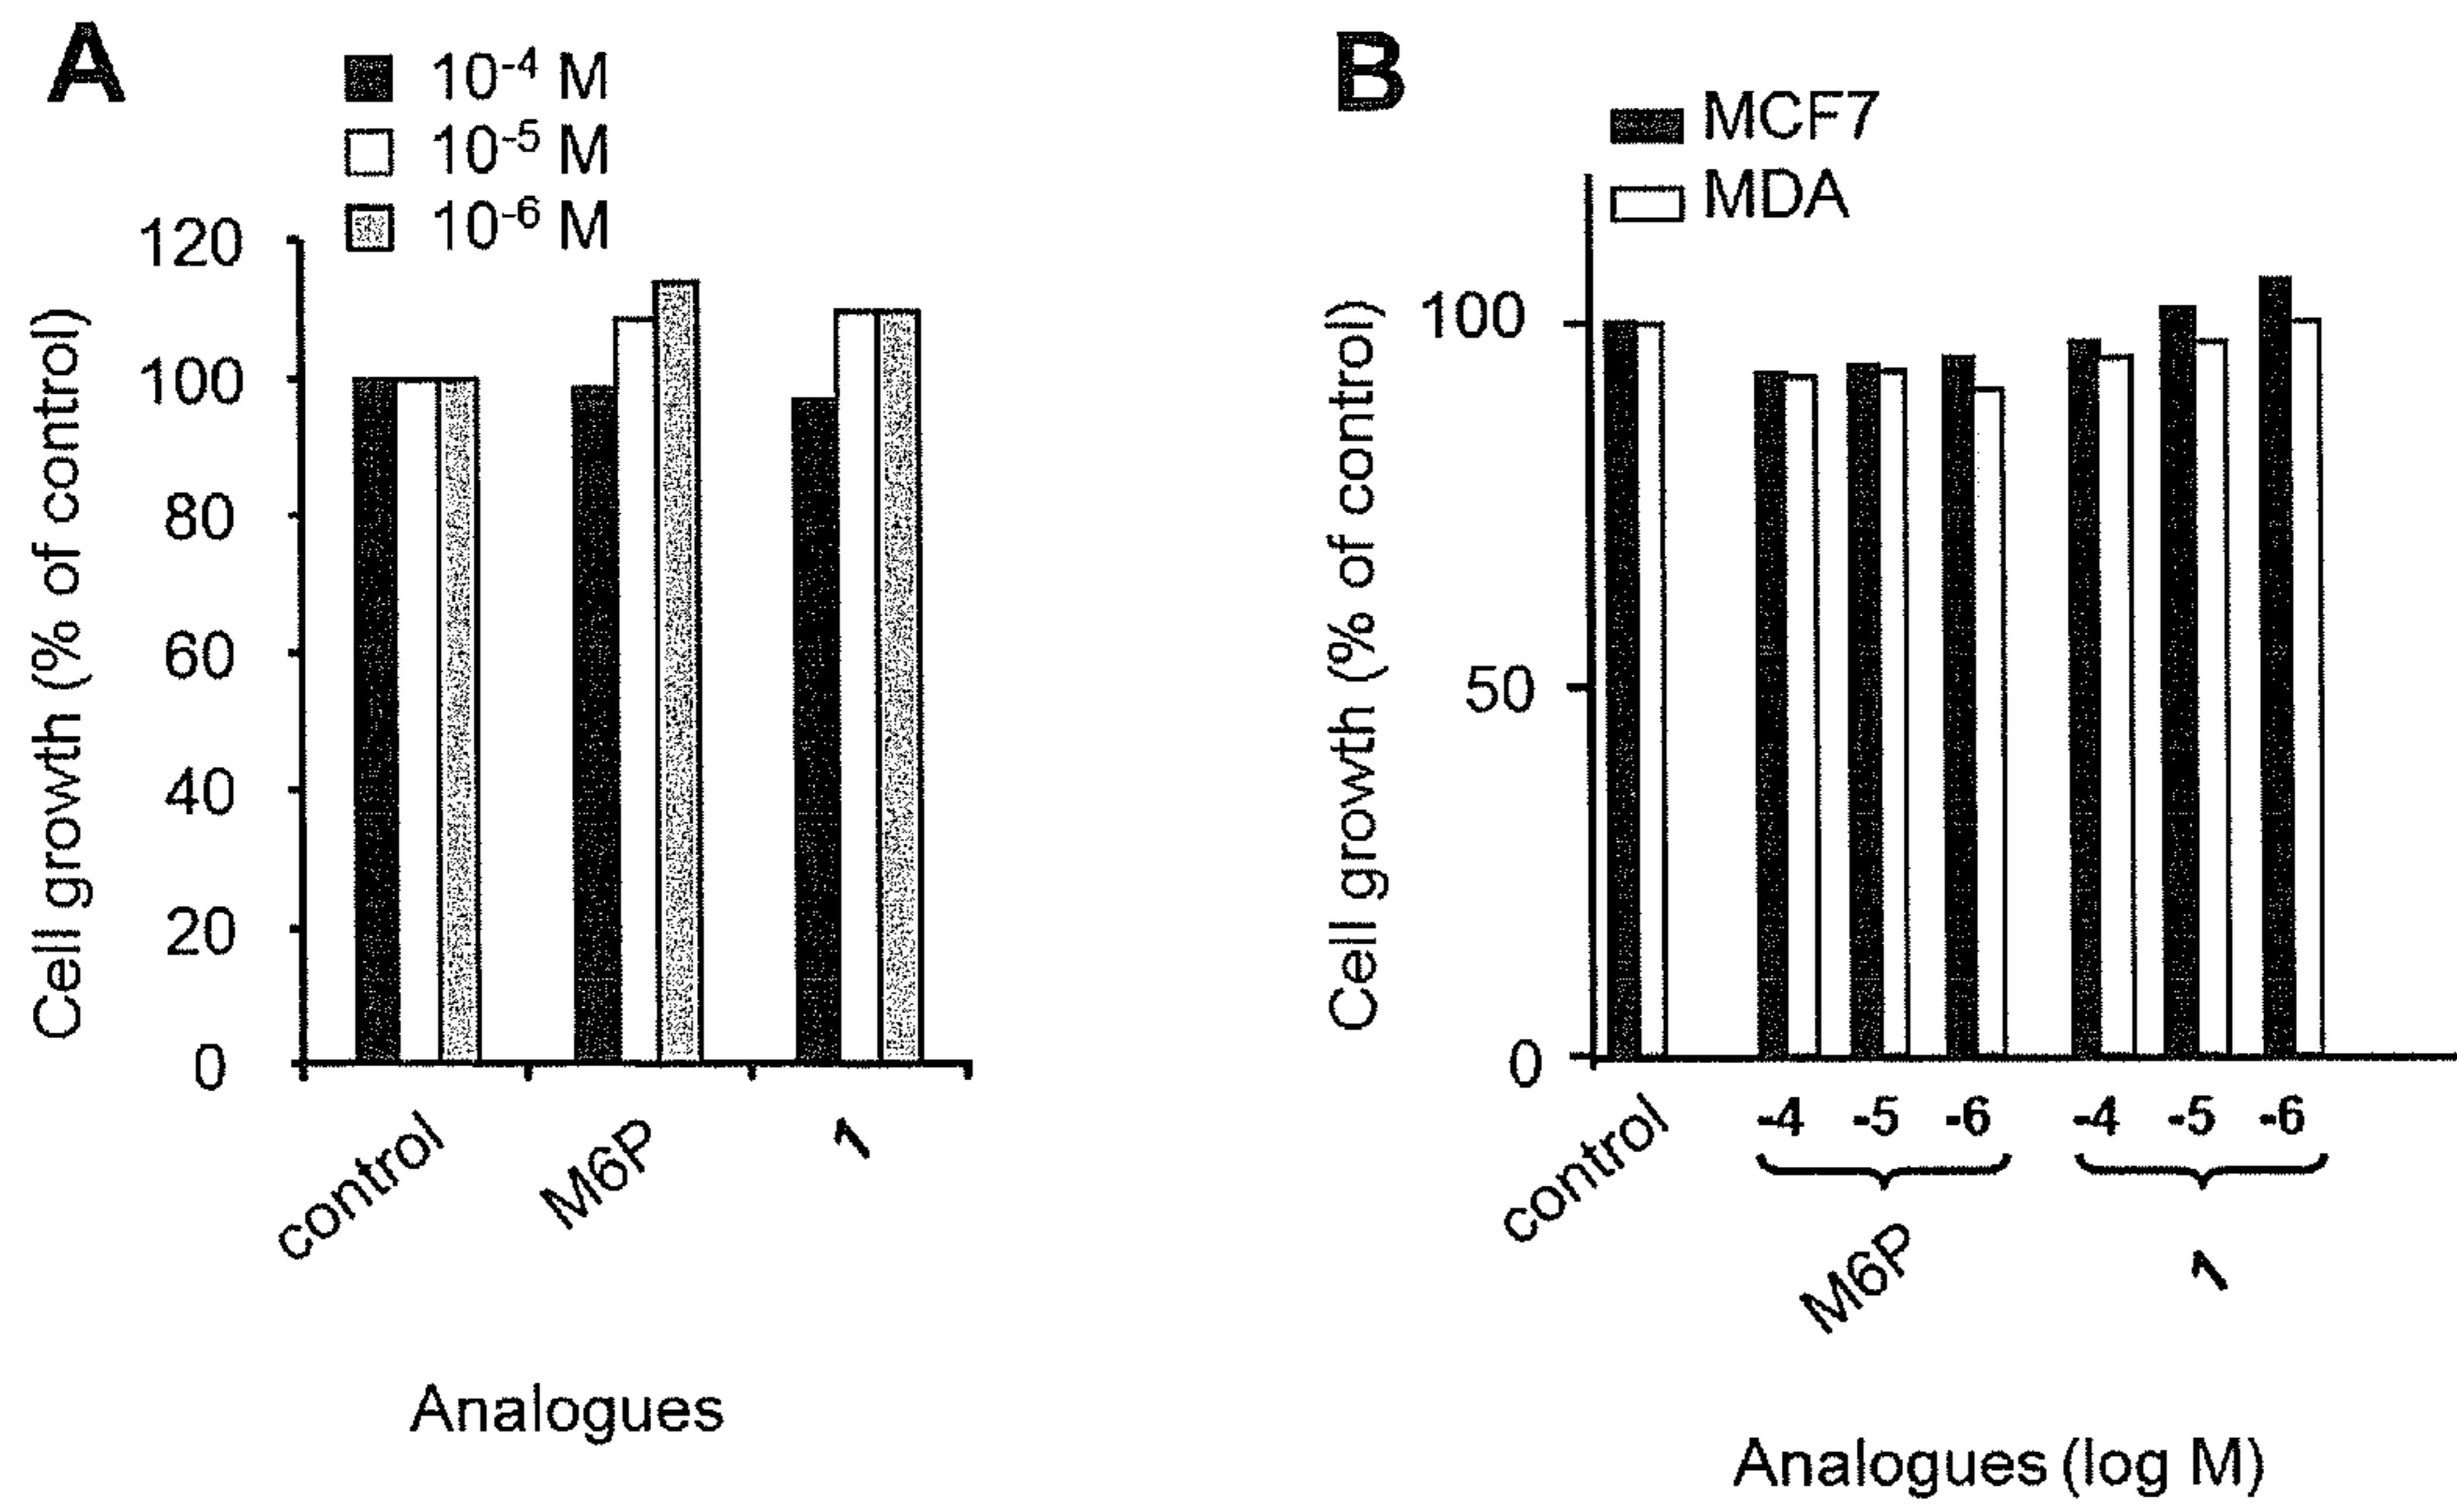 A
10-4 M
10-5 M
10-6 M
120
100
80
60
40
20
0
Cell growth (% of control)
control
M6P
1
Analogues
B
MCF7
MDA
100
50
0
Cell growth (% of control)
control
-4 -5 -6 -4 -5 -6
M6P
1
Analogues (log M)